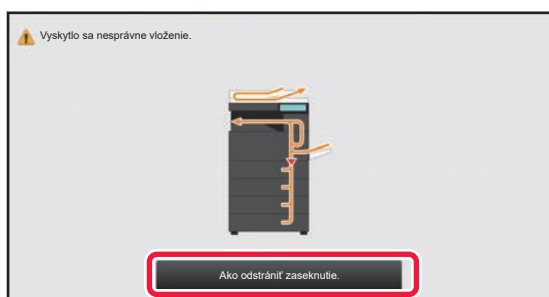 Vyskytlo sa nesprávne vloženie.
Ako odstrániť zaseknutie.